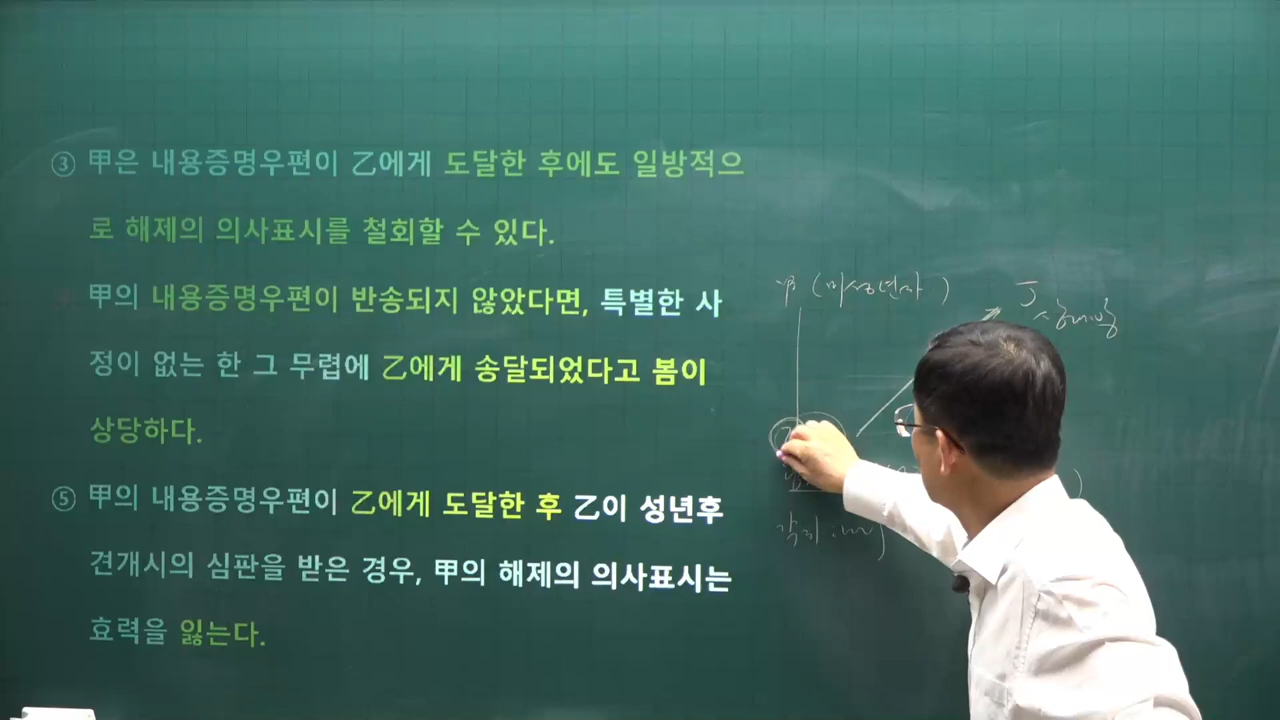 ③ 甲은 내용증명우편이 乙에게 도달한 후에도 일방적으
로 해제의 의사표시를 철회할 수 있다.
甲의 내용증명우편이 반송되지 않았다면, 특별한 사
정이 없는 한 그 무렵에 乙에게 송달되었다고 봄이
상당하다.
⑤ 甲의 내용증명우편이 乙에게 도달한 후 乙이 성년후
견개시의 심판을 받은 경우, 甲의 해제의 의사표시는
효력을 잃는다.
甲 (미성년자)
상대방